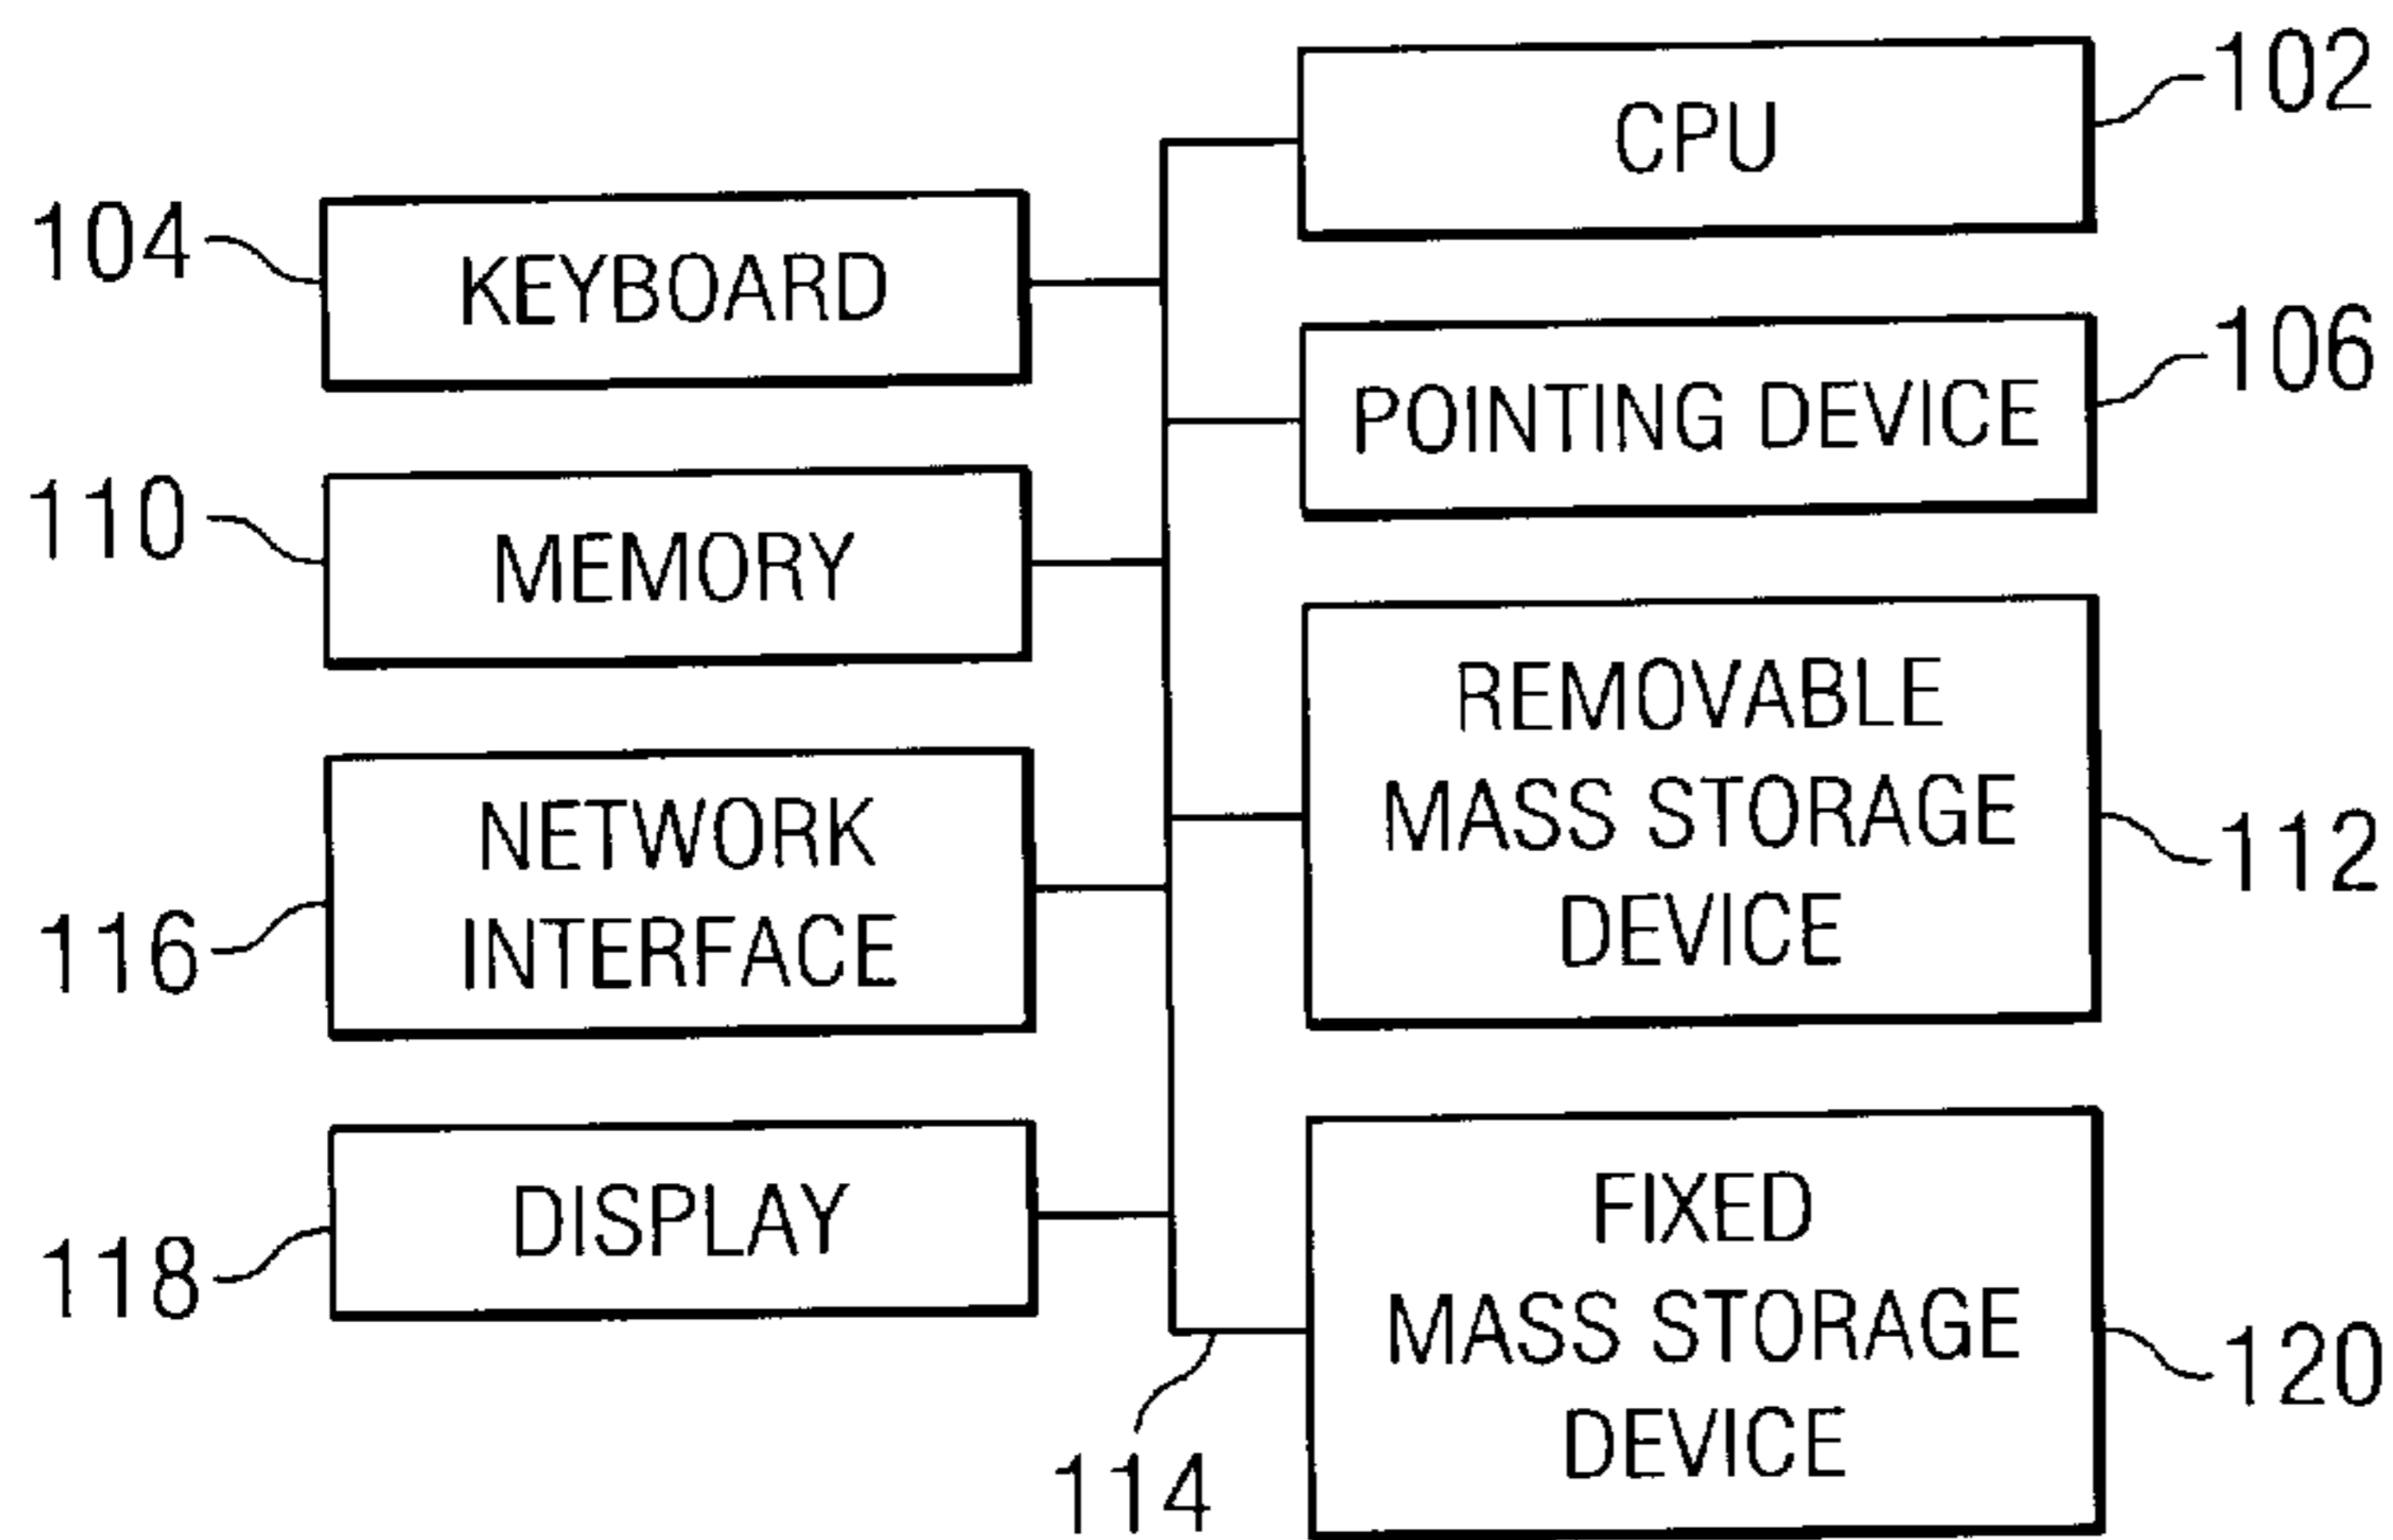 CPU
102
104
KEYBOARD
POINTING DEVICE
106
110
MEMORY
REMOVABLE
MASS STORAGE
DEVICE
112
116
NETWORK
INTERFACE
118
DISPLAY
FIXED
MASS STORAGE
DEVICE
120
114